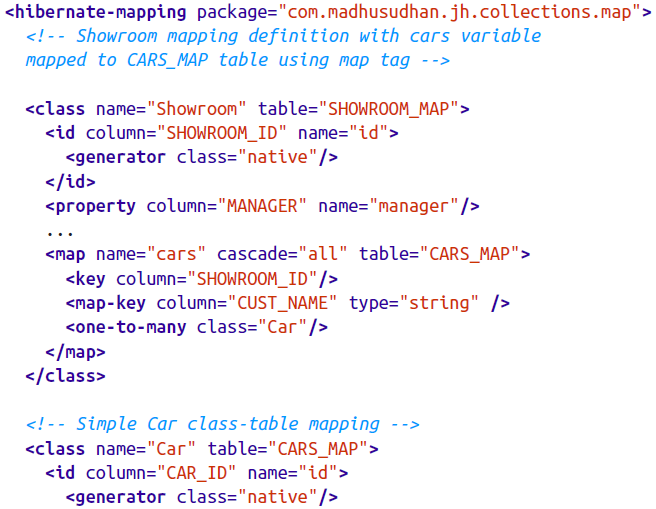 <hibernate-mapping package="com.madhusudhan.jh.collections.map">
<!-- Showroom mapping definition with cars variable
mapped to CARS_MAP table using map tag -->
<class name="Showroom" table="SHOWROOM_MAP">
<id column="SHOWROOM_ID" name="id">
<generator class="native"/>
</id>
<property column="MANAGER" name="manager"/>
...
<map name="cars" cascade="all" table="CARS_MAP">
<key column="SHOWROOM_ID"/>
<map-key column="CUST_NAME" type="string" />
<one-to-many class="Car"/>
</map>
</class>
<!-- Simple Car class-table mapping -->
<class name="Car" table="CARS_MAP">
<id column="CAR_ID" name="id">
<generator class="native"/>